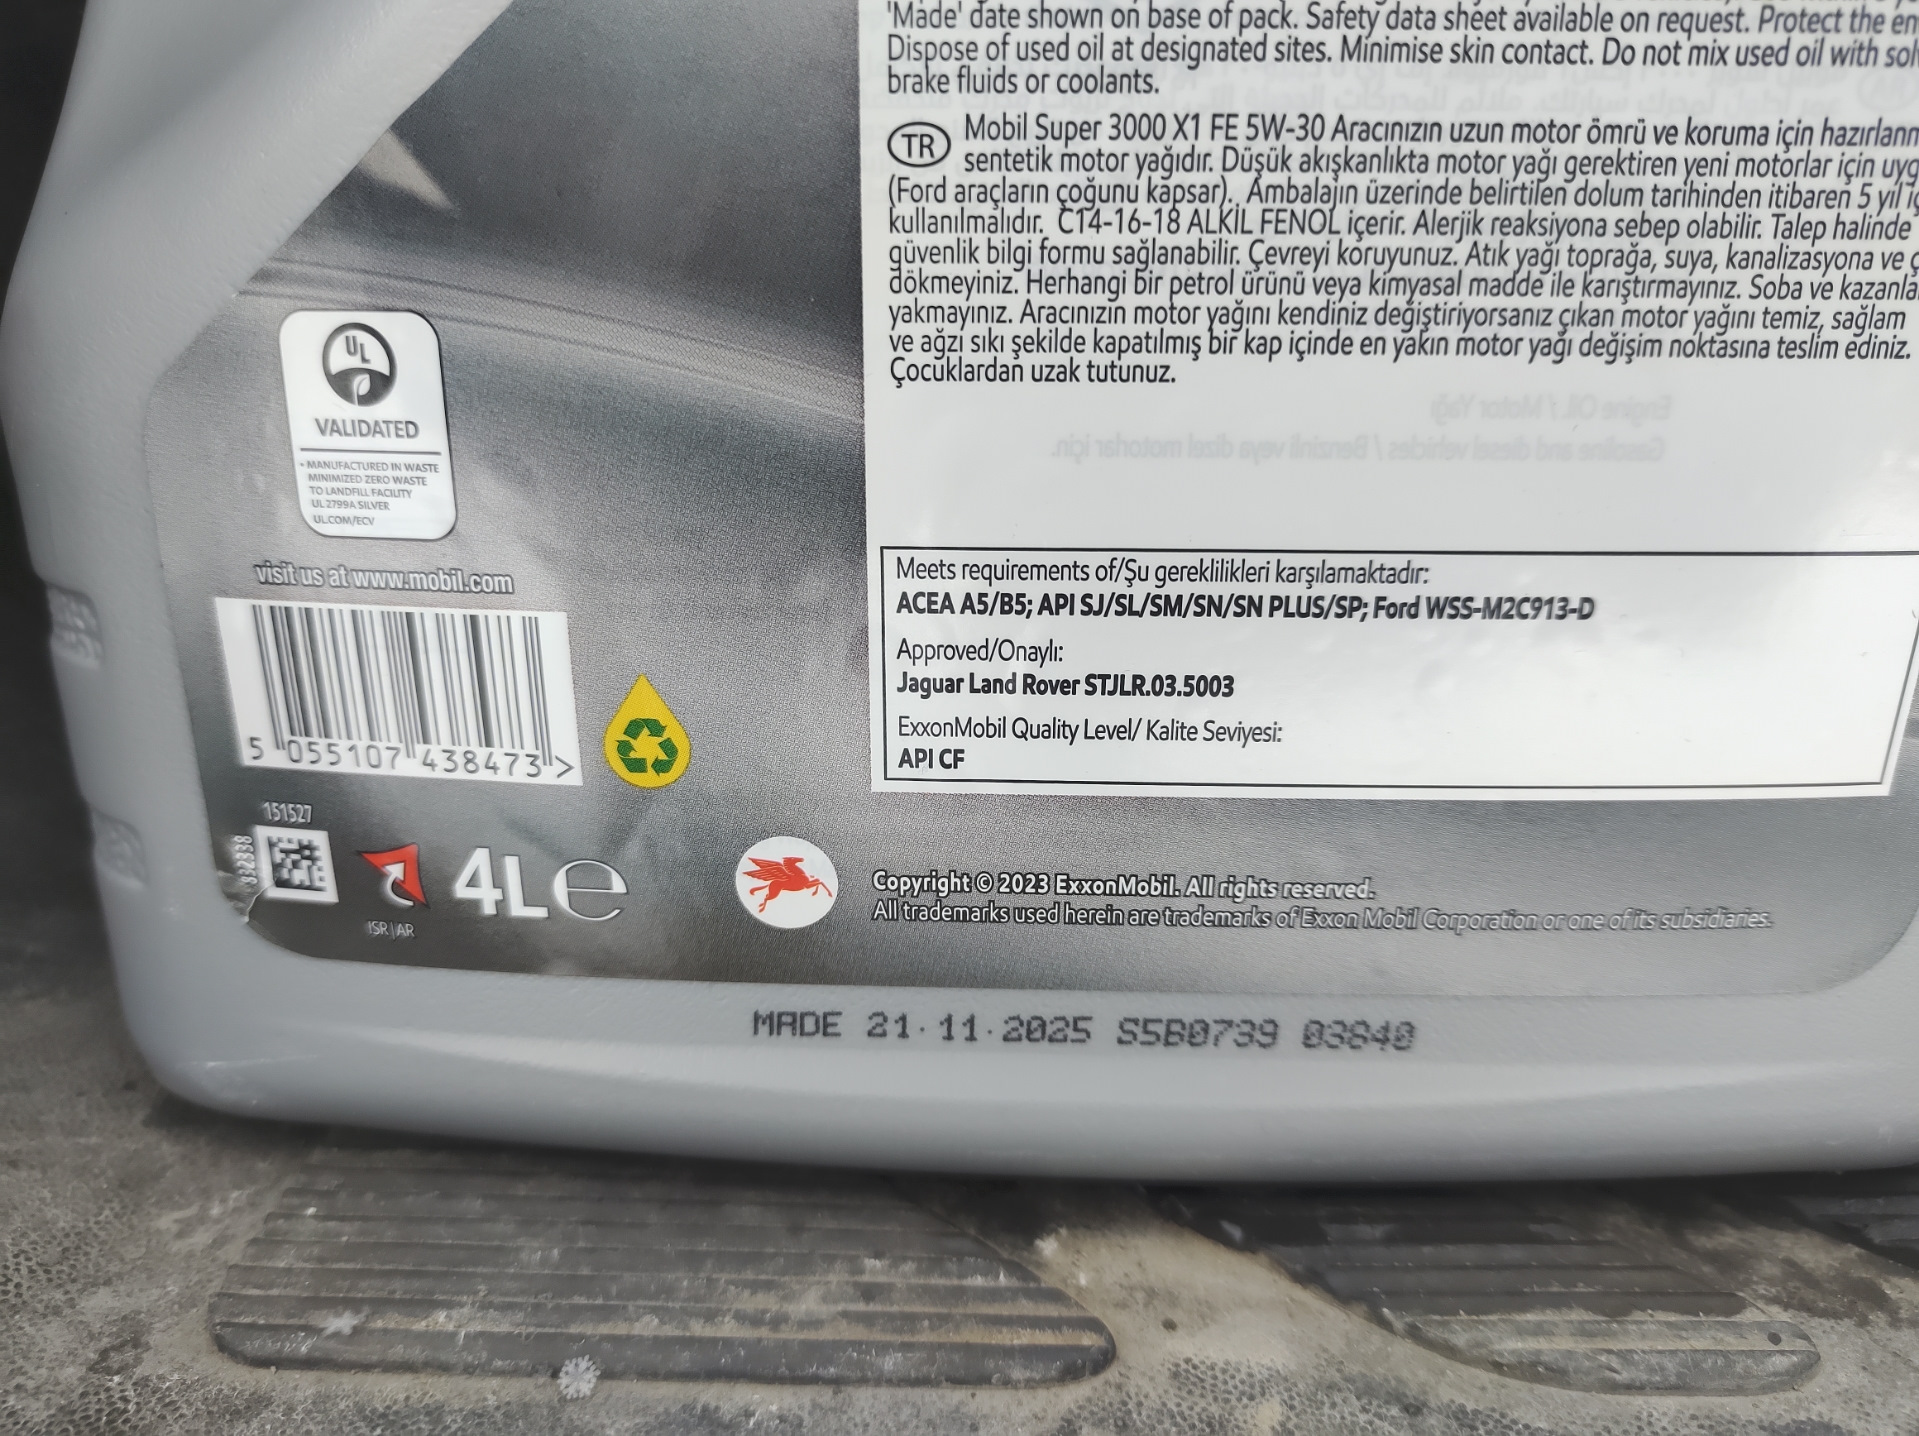 'Made' date shown on base of pack. Safety data sheet available on request. Protect the en
Dispose of used oil at designated sites. Minimise skin contact. Do not mix used oil with solv
brake fluids or coolants.
TR
Mobil Super 3000 X1 FE 5W-30 Aracınızın uzun motor ömrü ve koruma için hazırlanm
sentetik motor yağıdır. Düşük akışkanlıkta motor yağı gerektiren yeni motorlar için uyg
(Ford araçların çoğunu kapsar). Ambalajın üzerinde belirtilen dolum tarihinden itibaren 5 yıl iç
kullanılmalıdır. C14-16-18 ALKİL FENOL içerir. Alerjik reaksiyona sebep olabilir. Talep halinde
güvenlik bilgi formu sağlanabilir. Çevreyi koruyunuz. Atık yağı toprağa, suya, kanalizasyona ve ç
dökmeyiniz. Herhangi bir petrol ürünü veya kimyasal madde ile karıştırmayınız. Soba ve kazanla
yakmayınız. Aracınızın motor yağını kendiniz değiştiriyorsanız çıkan motor yağını temiz, sağlam
ve ağzı sıkı şekilde kapatılmış bir kap içinde en yakın motor yağı değişim noktasına teslim ediniz.
Çocuklardan uzak tutunuz.
UL
VALIDATED
• MANUFACTURED IN WASTE
MINIMIZED ZERO WASTE
TO LANDFILL FACILITY
UL 2799A SILVER
UL.COM/ECV
visit us at www.mobil.com
5 055107 438473 >
Meets requirements of/Şu gereklilikleri karşılamaktadır:
ACEA A5/B5; API SJ/SL/SM/SN/SN PLUS/SP; Ford WSS-M2C913-D
Approved/Onaylı:
Jaguar Land Rover STJLR.03.5003
ExxonMobil Quality Level/ Kalite Seviyesi:
API CF
151527
832338
ISR|AR
4L e
Copyright © 2023 ExxonMobil. All rights reserved.
All trademarks used herein are trademarks of Exxon Mobil Corporation or one of its subsidiaries.
MADE 21.11.2025 S5B0739 03840